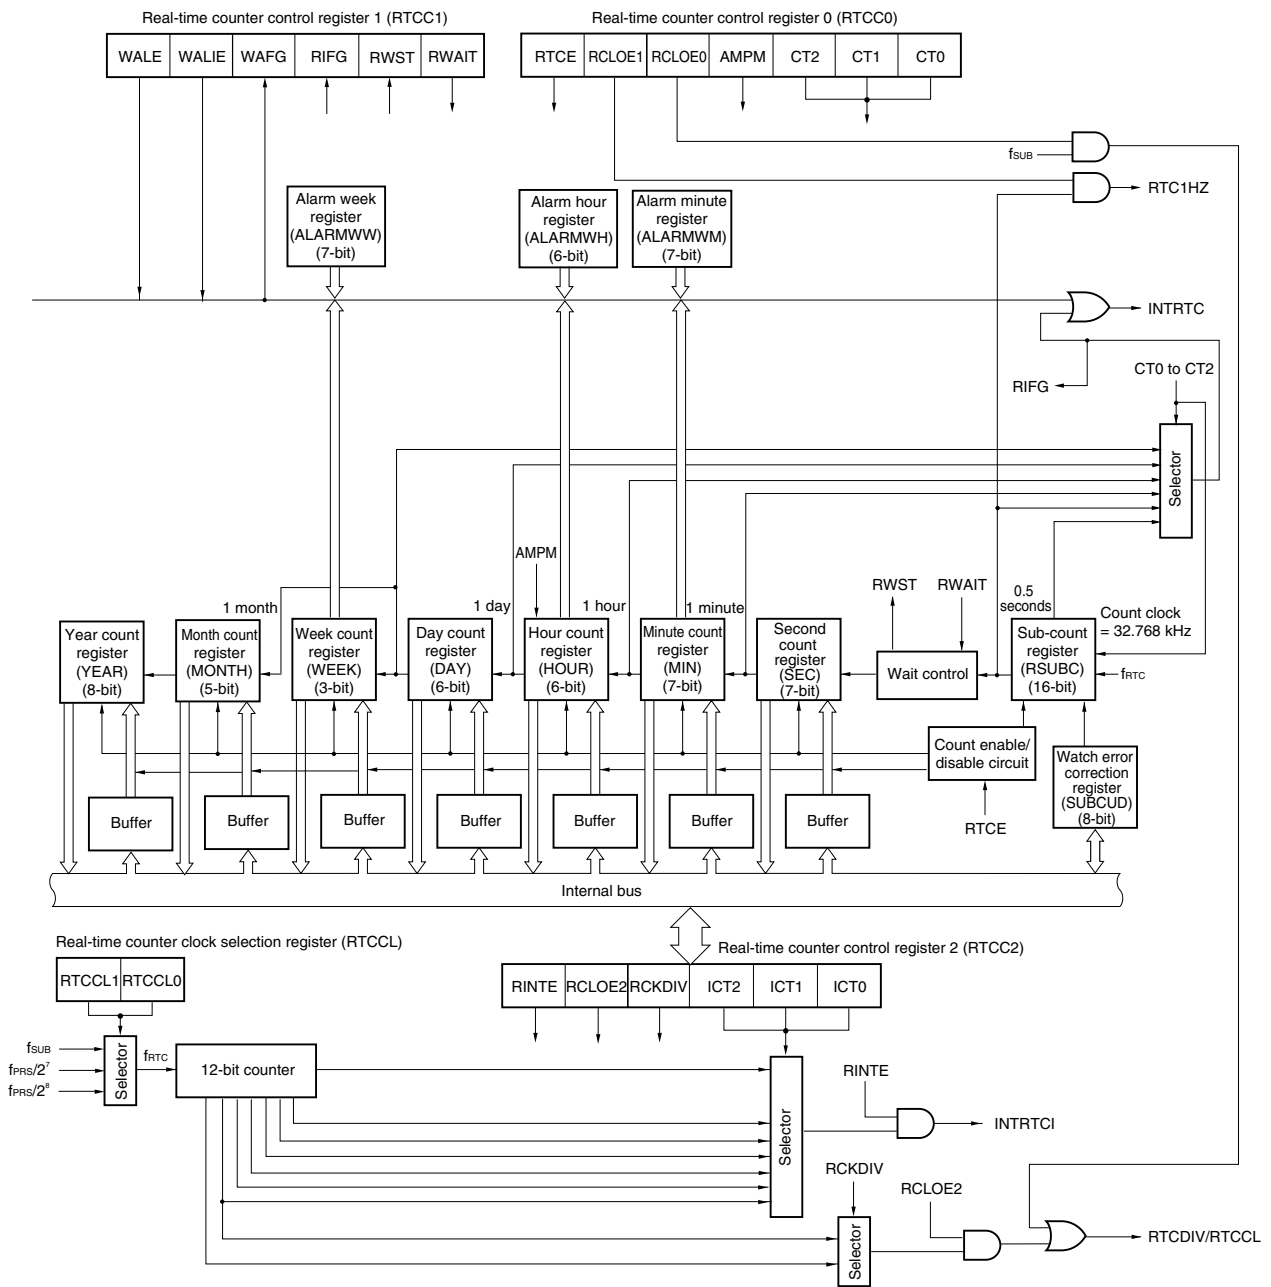 Real-time counter control register 1 (RTCC1)
Real-time counter control register 0 (RTCC0)
WALE WALIE WAFG RIFG RWST RWAIT
RTCE RCLOE1 RCLOE0 AMPM CT2 CT1 CT0
fSUB
RTC1HZ
Alarm week
register
(ALARMWW)
(7-bit)
Alarm hour
register
(ALARMWH)
(6-bit)
Alarm minute
register
(ALARMWM)
(7-bit)
INTRTC
RIFG
CT0 to CT2
Selector
AMPM
RWST
RWAIT
0.5
seconds
Count clock
= 32.768 kHz
1 month
1 day
1 hour
1 minute
Year count
register
(YEAR)
(8-bit)
Month count
register
(MONTH)
(5-bit)
Week count
register
(WEEK)
(3-bit)
Day count
register
(DAY)
(6-bit)
Hour count
register
(HOUR)
(6-bit)
Minute count
register
(MIN)
(7-bit)
Second
count
register
(SEC)
(7-bit)
Wait control
Sub-count
register
(RSUBC)
(16-bit)
fRTC
Count enable/
disable circuit
RTCE
Watch error
correction
register
(SUBCUD)
(8-bit)
Buffer
Buffer
Buffer
Buffer
Buffer
Buffer
Buffer
Internal bus
Real-time counter clock selection register (RTCCL)
RTCCL1 RTCCL0
Real-time counter control register 2 (RTCC2)
RINTE RCLOE2 RCKDIV ICT2 ICT1 ICT0
fSUB
fPRS/2⁷
fPRS/2⁸
Selector
fRTC
12-bit counter
Selector
RINTE
INTRTCI
RCKDIV
Selector
RCLOE2
RTCDIV/RTCCL